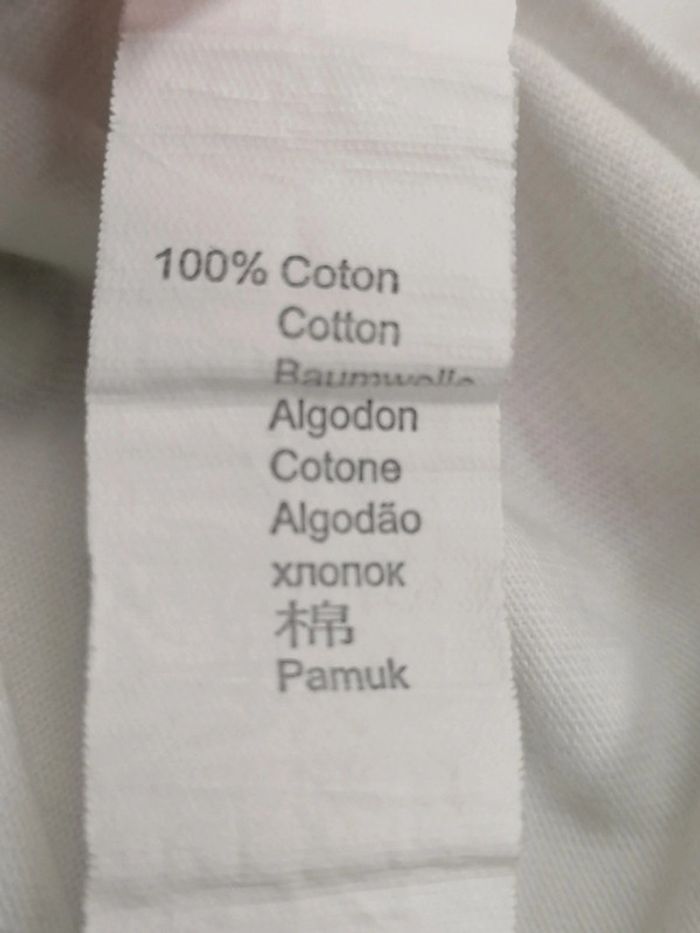 100% Coton
Cotton
Baumwolle
Algodon
Cotone
Algodão
хлопок
棉
Pamuk